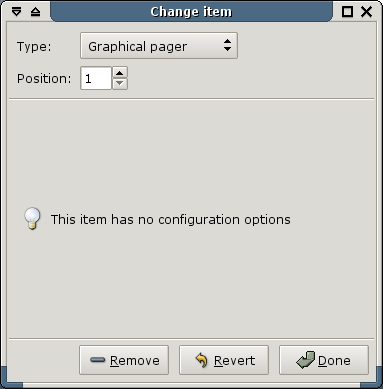 Change item
Type: Graphical pager
Position: 1
This item has no configuration options
Remove Revert Done